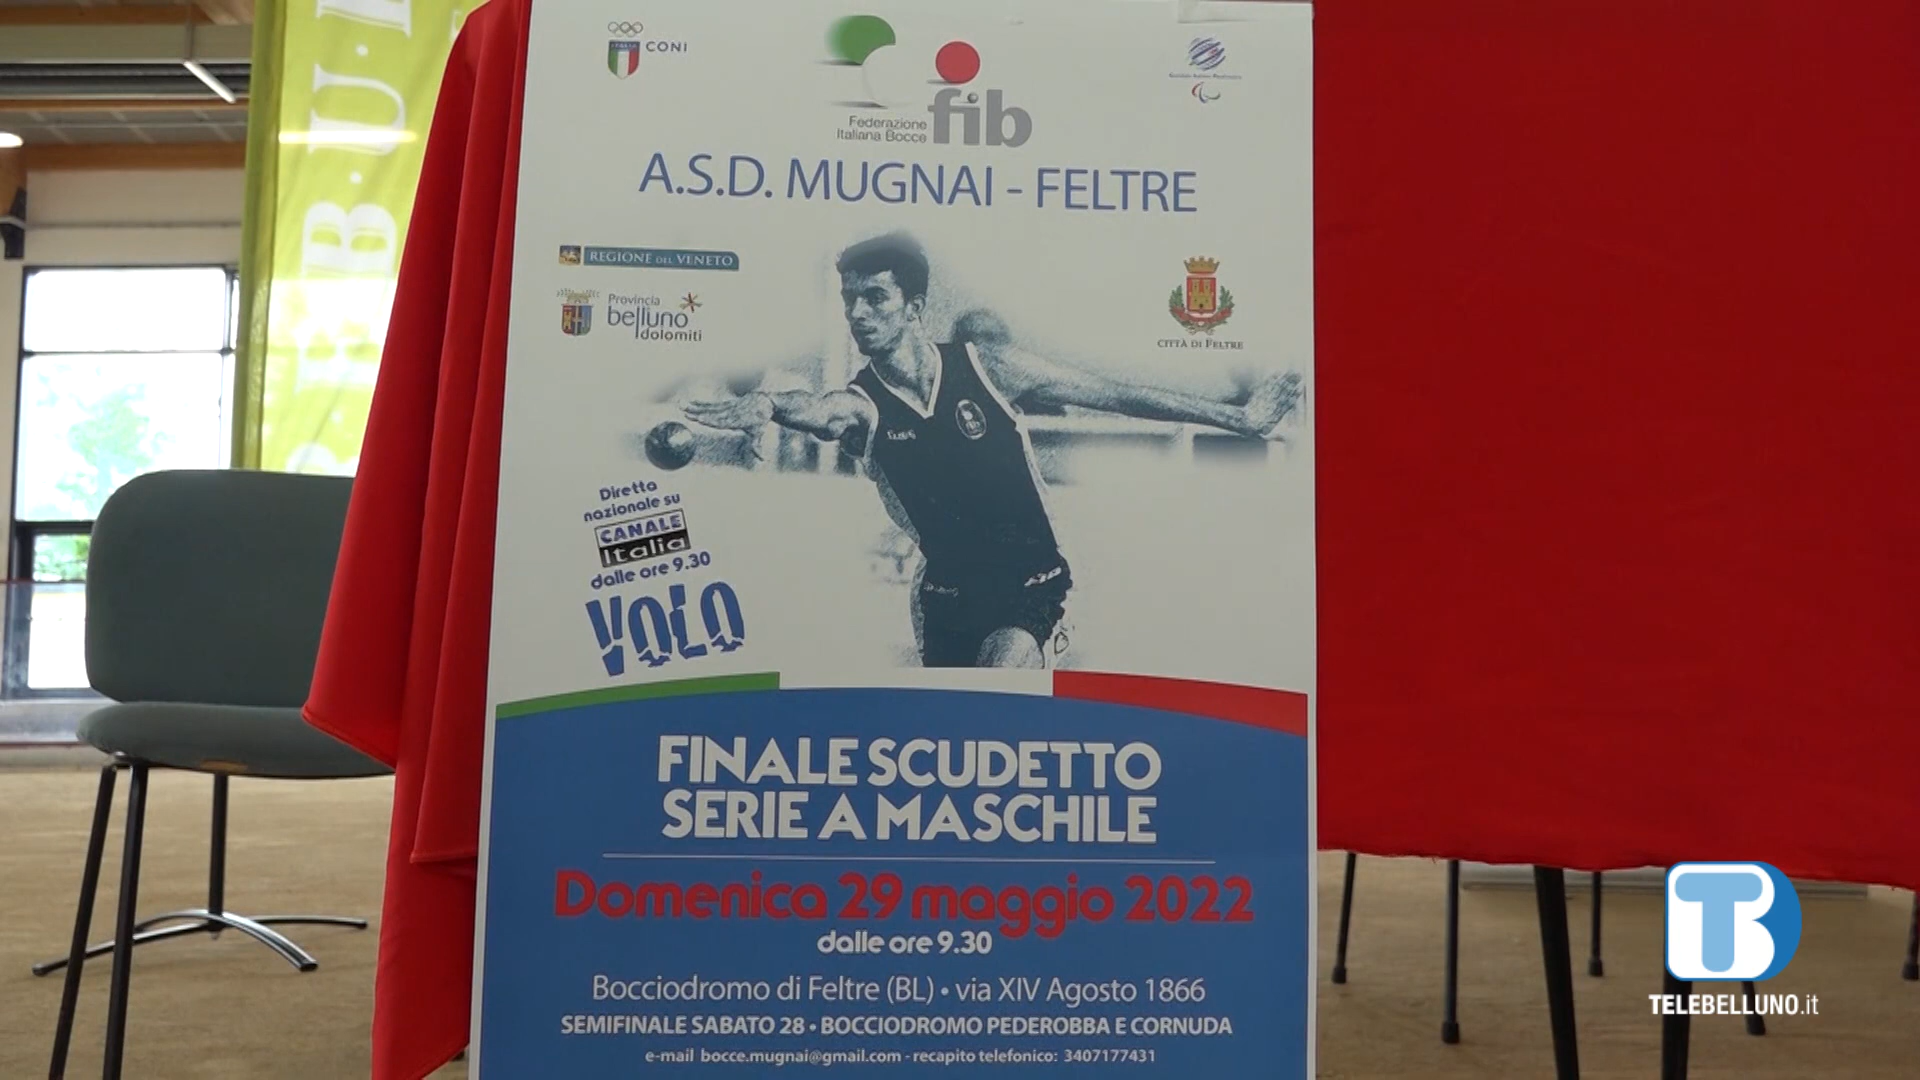 CONI
ITALIA
Federazione
Italiana Bocce
fib
A.S.D. MUGNAI - FELTRE
REGIONE DEL VENETO
Provincia
belluno
dolomiti
CITTÀ DI FELTRE
Diretta
nazionale su
CANALE
Italia
dalle ore 9.30
VOLO
FINALE SCUDETTO
SERIE A MASCHILE
Domenica 29 maggio 2022
dalle ore 9.30
Bocciodromo di Feltre (BL) • via XIV Agosto 1866
SEMIFINALE SABATO 28 • BOCCIODROMO PEDEROBBA E CORNUDA
e-mail bocce.mugnai@gmail.com - recapito telefonico: 3407177431
TB
TELEBELLUNO.it